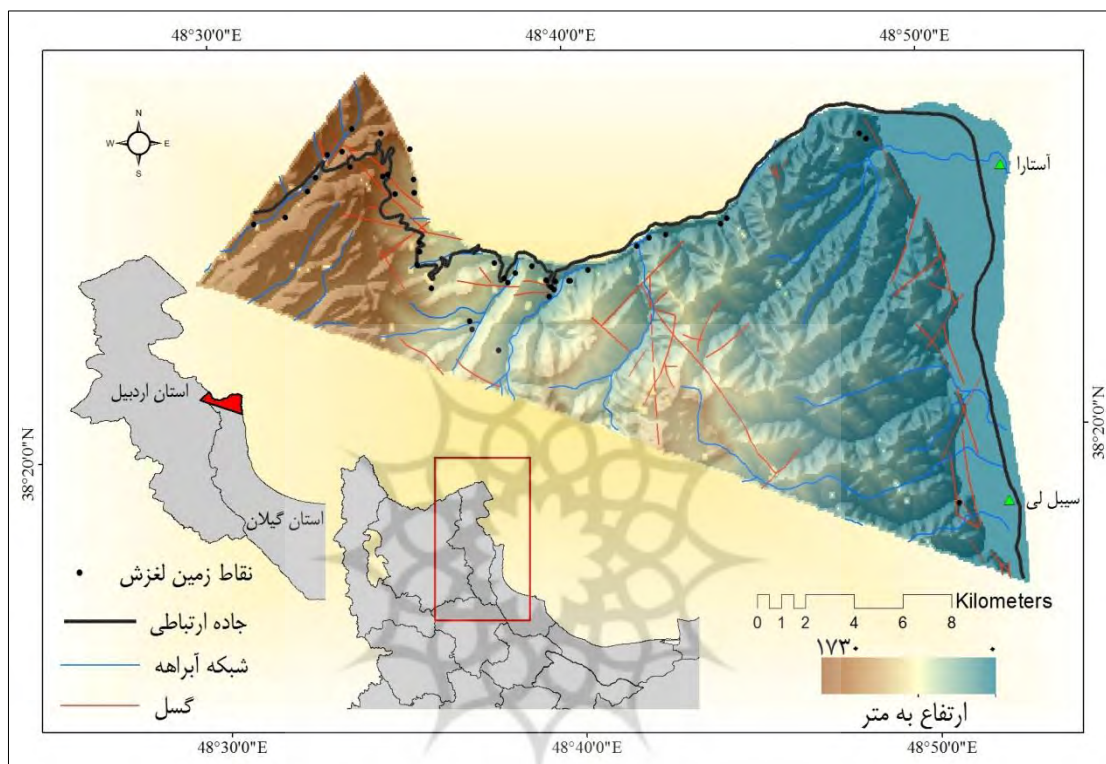 48°30'0"E 48°40'0"E 48°50'0"E
N
W E
S
آستارا
استان اردبیل
38°20'0"N
38°20'0"N
سیبل لی
استان گیلان
نقاط زمین لغزش
جاده ارتباطی
شبکه آبراهه
گسل
Kilometers
0 1 2 4 6 8
۱۷۳۰ ۰
ارتفاع به متر
48°30'0"E 48°40'0"E 48°50'0"E